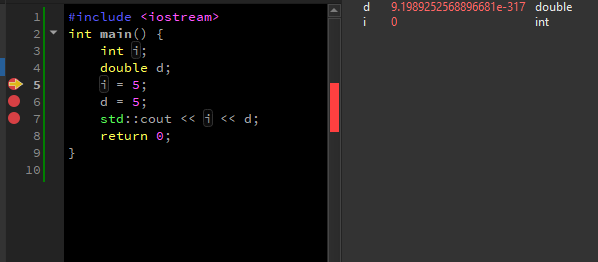 1 #include <iostream>
2 int main() {
3 int i;
4 double d;
5 i = 5;
6 d = 5;
7 std::cout << i << d;
8 return 0;
9 }
10
d 9.1989252568896681e-317 double
i 0 int